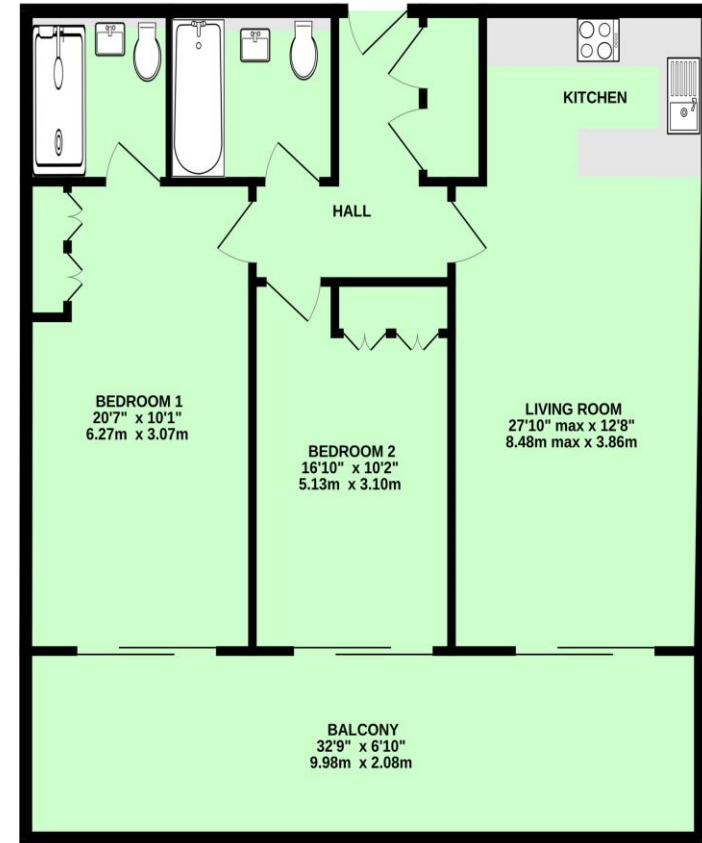 KITCHEN
HALL
BEDROOM 1
20'7" x 10'1"
6.27m x 3.07m
BEDROOM 2
16'10" x 10'2"
5.13m x 3.10m
LIVING ROOM
27'10" max x 12'8"
8.48m max x 3.86m
BALCONY
32'9" x 6'10"
9.98m x 2.08m